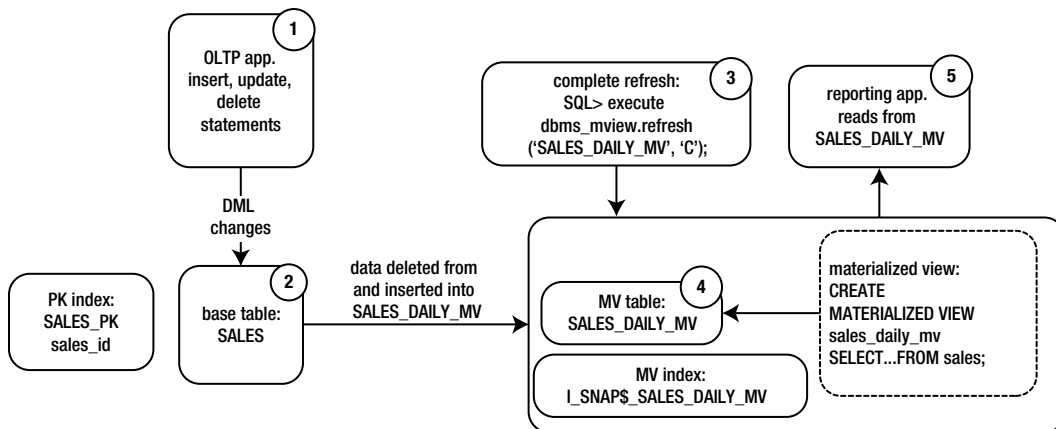 1
OLTP app.
insert, update,
delete
statements
DML
changes
PK index:
SALES_PK
sales_id
2
base table:
SALES
data deleted from
and inserted into
SALES_DAILY_MV
3
complete refresh:
SQL> execute
dbms_mview.refresh
(‘SALES_DAILY_MV’, ‘C’);
4
MV table:
SALES_DAILY_MV
MV index:
I_SNAP$_SALES_DAILY_MV
materialized view:
CREATE
MATERIALIZED VIEW
sales_daily_mv
SELECT...FROM sales;
5
reporting app.
reads from
SALES_DAILY_MV